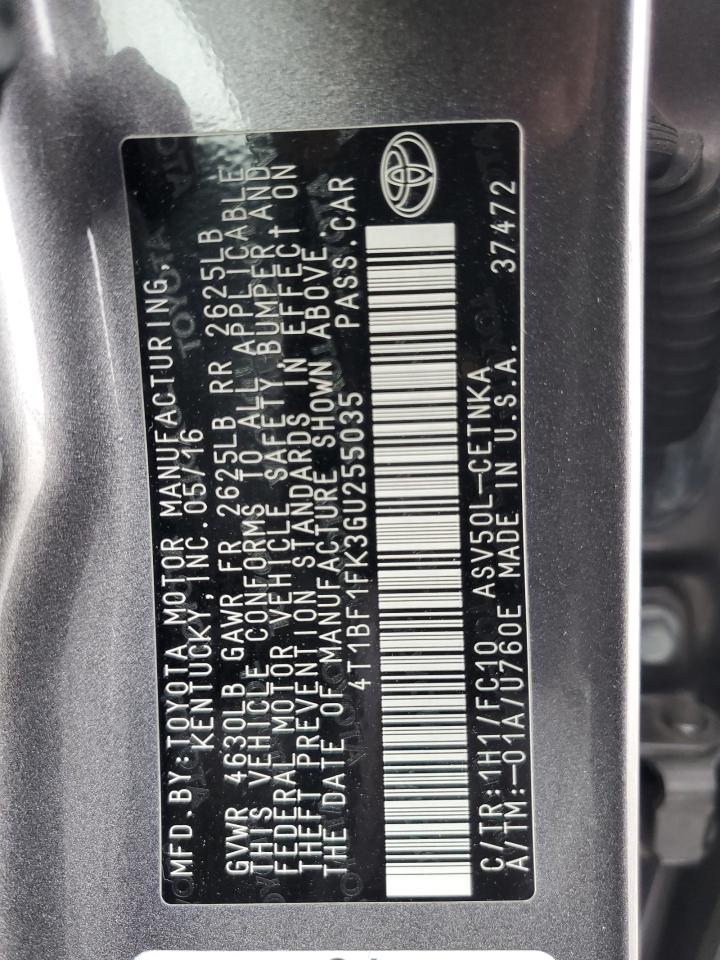 MFD.BY:TOYOTA MOTOR MANUFACTURING,
KENTUCKY,INC.05/16
GVWR 4630LB GAWR FR 2625LB RR 2625LB
THIS VEHICLE CONFORMS TO ALL APPLICABLE
FEDERAL MOTOR VEHICLE SAFETY BUMPER,AND
THEFT PREVENTION STANDARDS IN EFFECT ON
THE DATE OF MANUFACTURE SHOWN ABOVE.
4T1BF1FK3GU255035 PASS.CAR
C/TR:1H1/FC10 ASV50L-CETNKA
A/TM:-01A/U760E MADE IN U.S.A. 37472